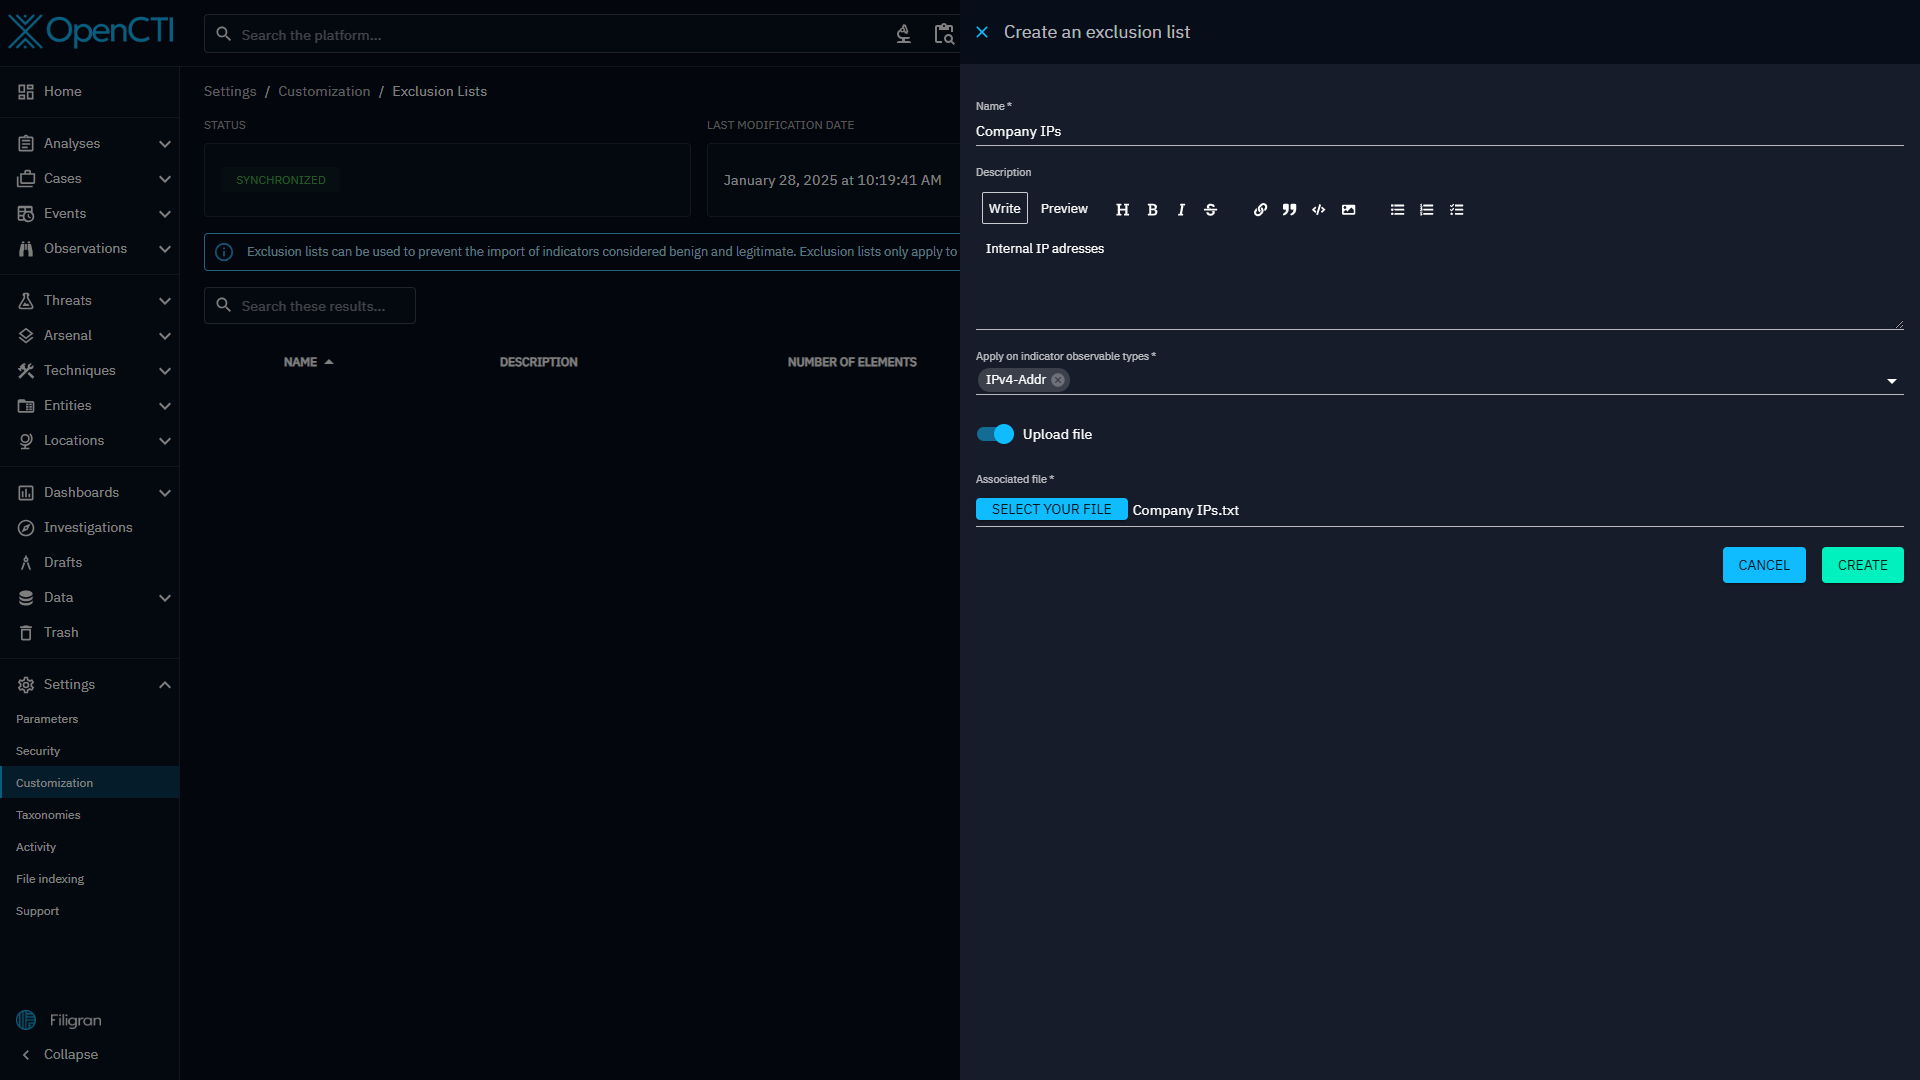 OpenCTI
Search the platform...
Home
Analyses
Cases
Events
Observations
Threats
Arsenal
Techniques
Entities
Locations
Dashboards
Investigations
Drafts
Data
Trash
Settings
Parameters
Security
Customization
Taxonomies
Activity
File indexing
Support
Filigran
Collapse
Settings / Customization / Exclusion Lists
STATUS
LAST MODIFICATION DATE
SYNCHRONIZED
January 28, 2025 at 10:19:41 AM
Exclusion lists can be used to prevent the import of indicators considered benign and legitimate. Exclusion lists only apply to
Search these results...
NAME
DESCRIPTION
NUMBER OF ELEMENTS
Create an exclusion list
Name *
Company IPs
Description
Write
Preview
Internal IP adresses
Apply on indicator observable types *
IPv4-Addr
Upload file
Associated file *
SELECT YOUR FILE
Company IPs.txt
CANCEL
CREATE